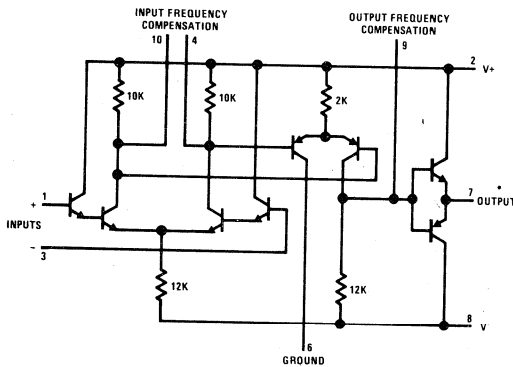 INPUT FREQUENCY
COMPENSATION
10 4
OUTPUT FREQUENCY
COMPENSATION
9
2 V+
10K
10K
2K
1
+
INPUTS
−
3
7
OUTPUT
12K
12K
8
V
6
GROUND